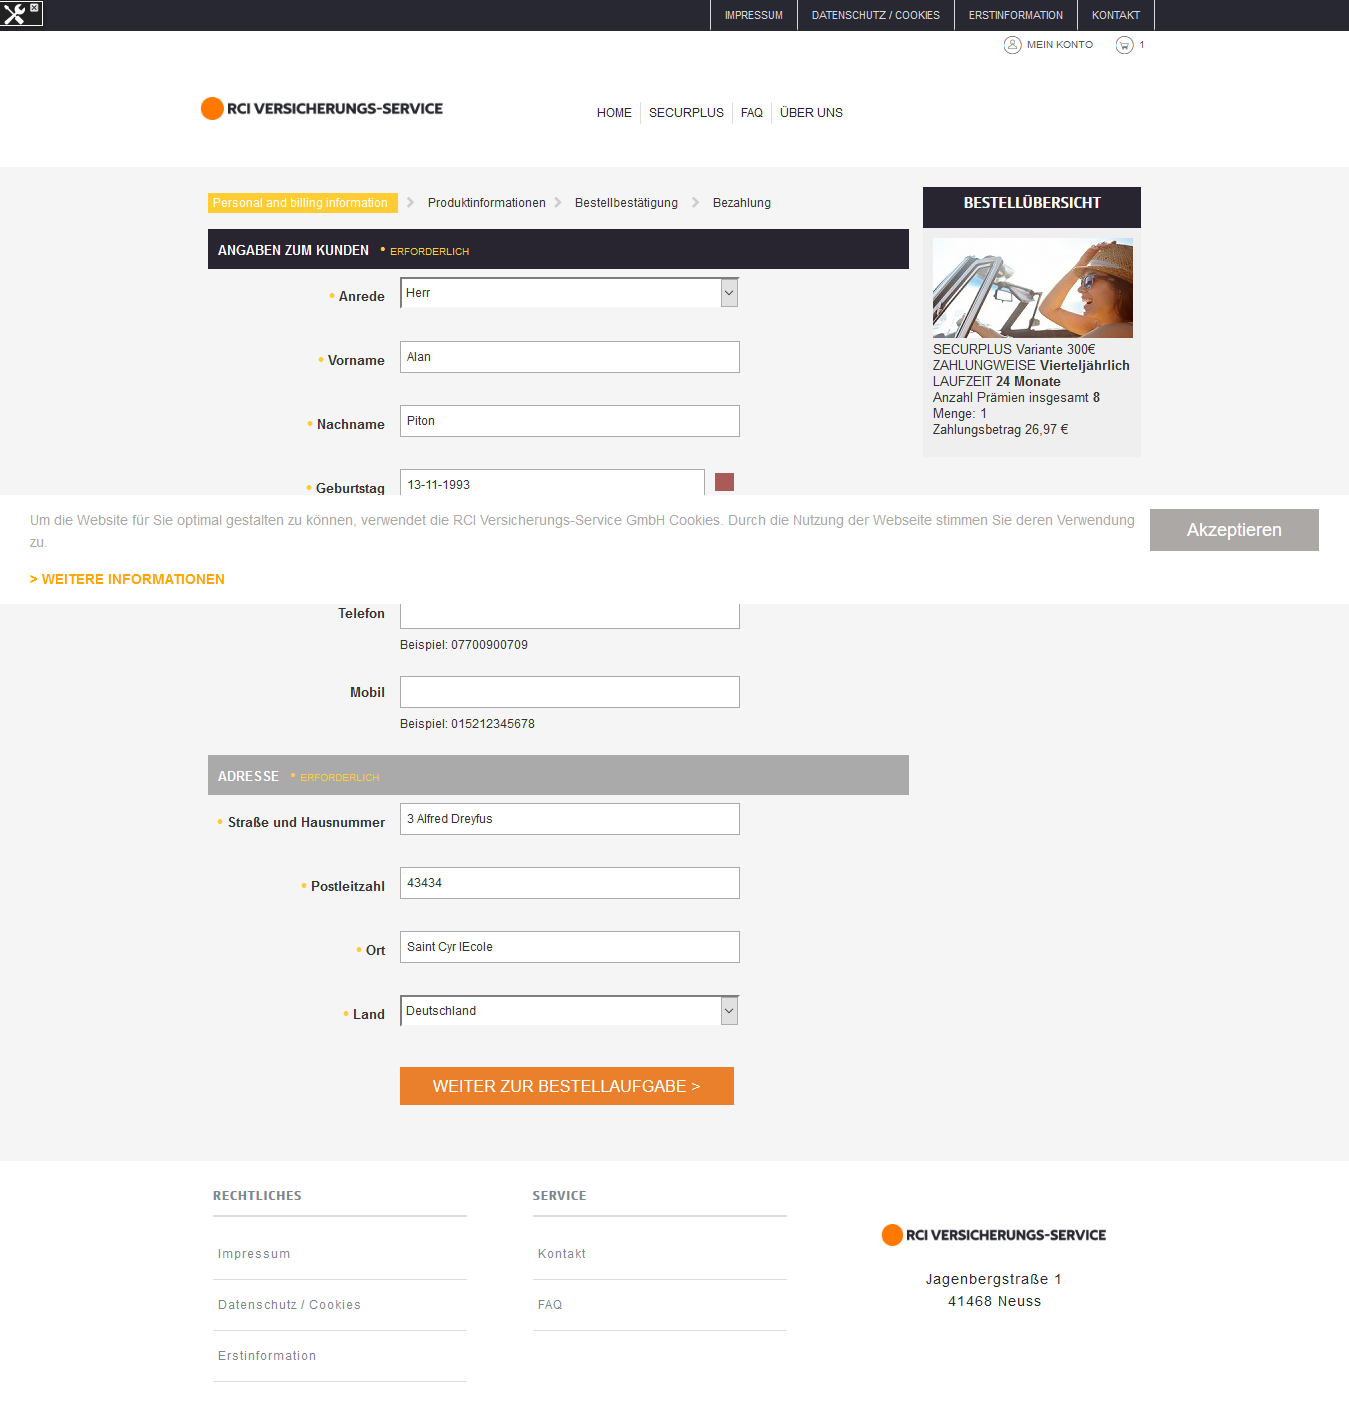 IMPRESSUM
DATENSCHUTZ / COOKIES
ERSTINFORMATION
KONTAKT
MEIN KONTO
1
RCI VERSICHERUNGS-SERVICE
HOME
SECURPLUS
FAQ
ÜBER UNS
Personal and billing information
Produktinformationen
Bestellbestätigung
Bezahlung
ANGABEN ZUM KUNDEN • ERFORDERLICH
• Anrede
Herr
• Vorname
Alan
• Nachname
Piton
• Geburtstag
13-11-1993
BESTELLÜBERSICHT
SECURPLUS Variante 300€
ZAHLUNGWEISE Vierteljährlich
LAUFZEIT 24 Monate
Anzahl Prämien insgesamt 8
Menge: 1
Zahlungsbetrag 26,97 €
Um die Website für Sie optimal gestalten zu können, verwendet die RCI Versicherungs-Service GmbH Cookies. Durch die Nutzung der Webseite stimmen Sie deren Verwendung
zu.
> WEITERE INFORMATIONEN
Akzeptieren
Telefon
Beispiel: 07700900709
Mobil
Beispiel: 015212345678
ADRESSE • ERFORDERLICH
• Straße und Hausnummer
3 Alfred Dreyfus
• Postleitzahl
43434
• Ort
Saint Cyr lEcole
• Land
Deutschland
WEITER ZUR BESTELLAUFGABE >
RECHTLICHES
Impressum
Datenschutz / Cookies
Erstinformation
SERVICE
Kontakt
FAQ
RCI VERSICHERUNGS-SERVICE
Jagenbergstraße 1
41468 Neuss